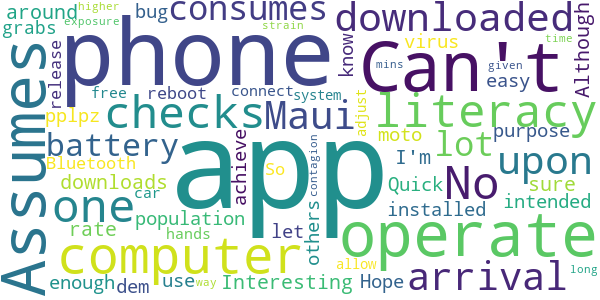 higher
exposure
around
bug
consumes
downloaded
strain
grabs
phone
Can't
Although
know
virus
mins
given
easy
time
release
free
reboot
connect
system
pplpz
checks
Maui
adjust
literacy
Assumes
battery
achieve
moto
purpose
lot
I'm
No
upon
Bluetooth
app
So
contagion
downloads
car
Quick
sure
one
population
others
installed
intended
rate
hands
let
operate
computer
allow
arrival
long
enough
dem
use
way
Interesting
Hope